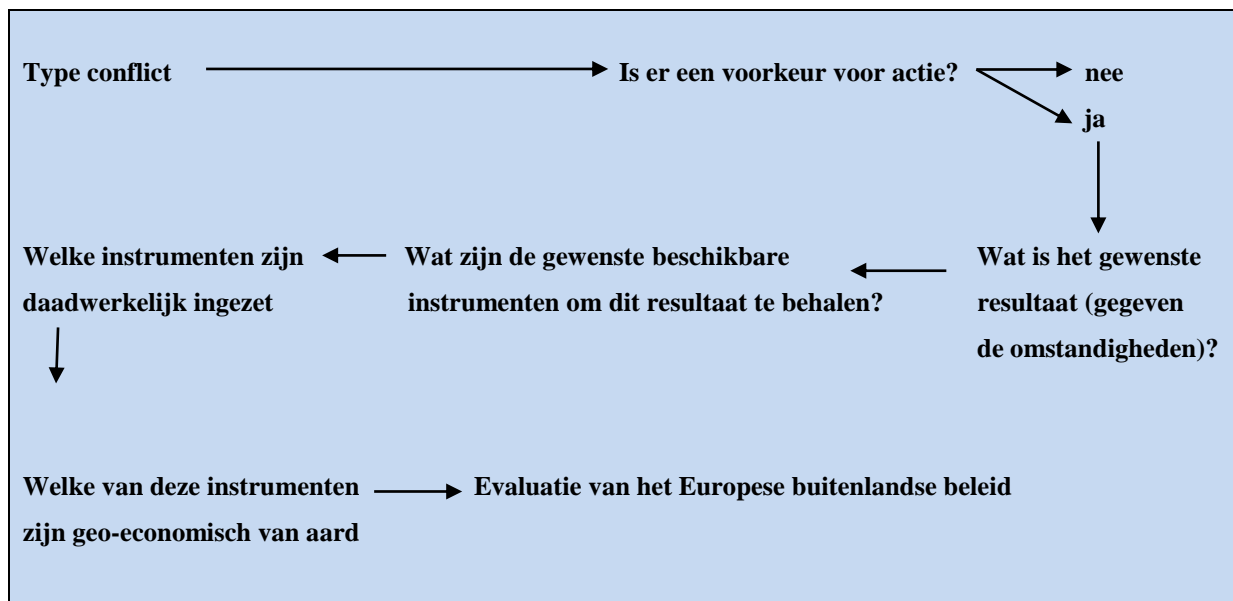 Type conflict
Is er een voorkeur voor actie?
nee
ja
Wat is het gewenste
resultaat (gegeven
de omstandigheden)?
Wat zijn de gewenste beschikbare
instrumenten om dit resultaat te behalen?
Welke instrumenten zijn
daadwerkelijk ingezet
Welke van deze instrumenten
zijn geo-economisch van aard
Evaluatie van het Europese buitenlandse beleid